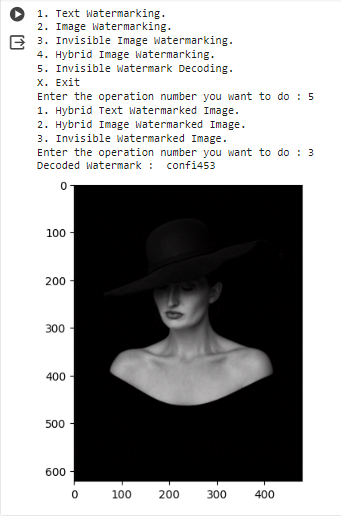 1. Text Watermarking.
2. Image Watermarking.
3. Invisible Image Watermarking.
4. Hybrid Image Watermarking.
5. Invisible Watermark Decoding.
X. Exit
Enter the operation number you want to do : 5
1. Hybrid Text Watermarked Image.
2. Hybrid Image Watermarked Image.
3. Invisible Watermarked Image.
Enter the operation number you want to do : 3
Decoded Watermark :  confi453
0
100
200
300
400
500
600
0 100 200 300 400